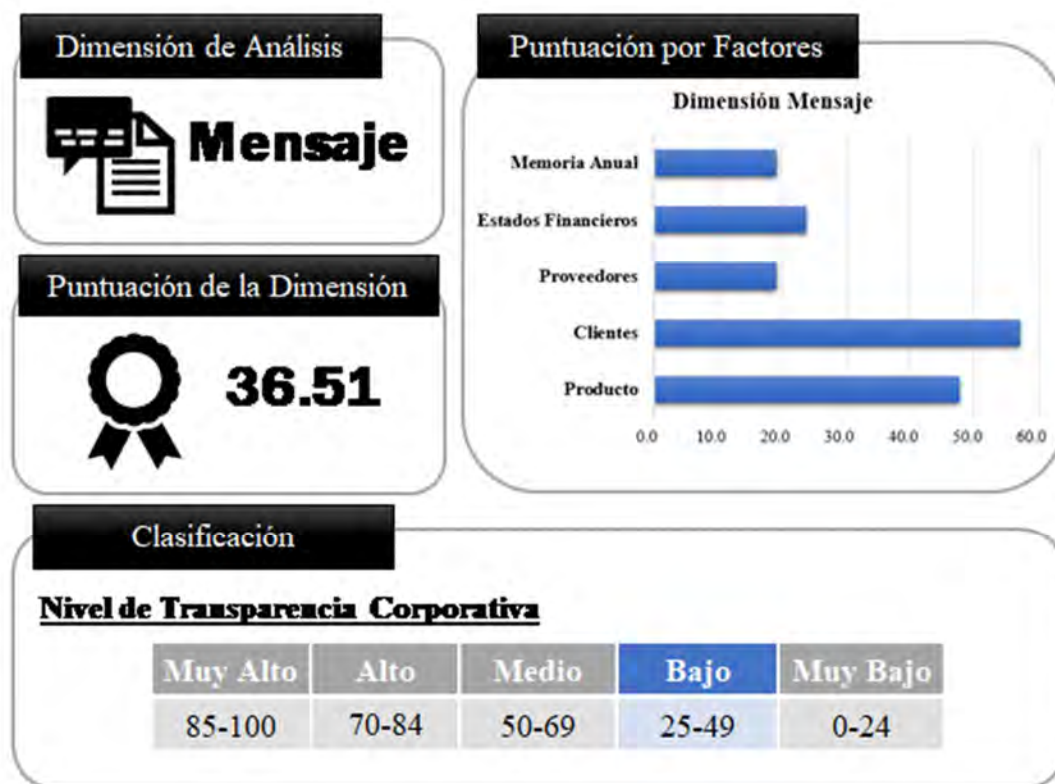 Dimensión de Análisis
Mensaje
Puntuación de la Dimensión
36.51
Puntuación por Factores
Dimensión Mensaje
Memoria Anual
Estados Financieros
Proveedores
Clientes
Producto
0.0 10.0 20.0 30.0 40.0 50.0 60.0
Clasificación
Nivel de Transparencia Corporativa
Muy Alto Alto Medio Bajo Muy Bajo
85-100 70-84 50-69 25-49 0-24